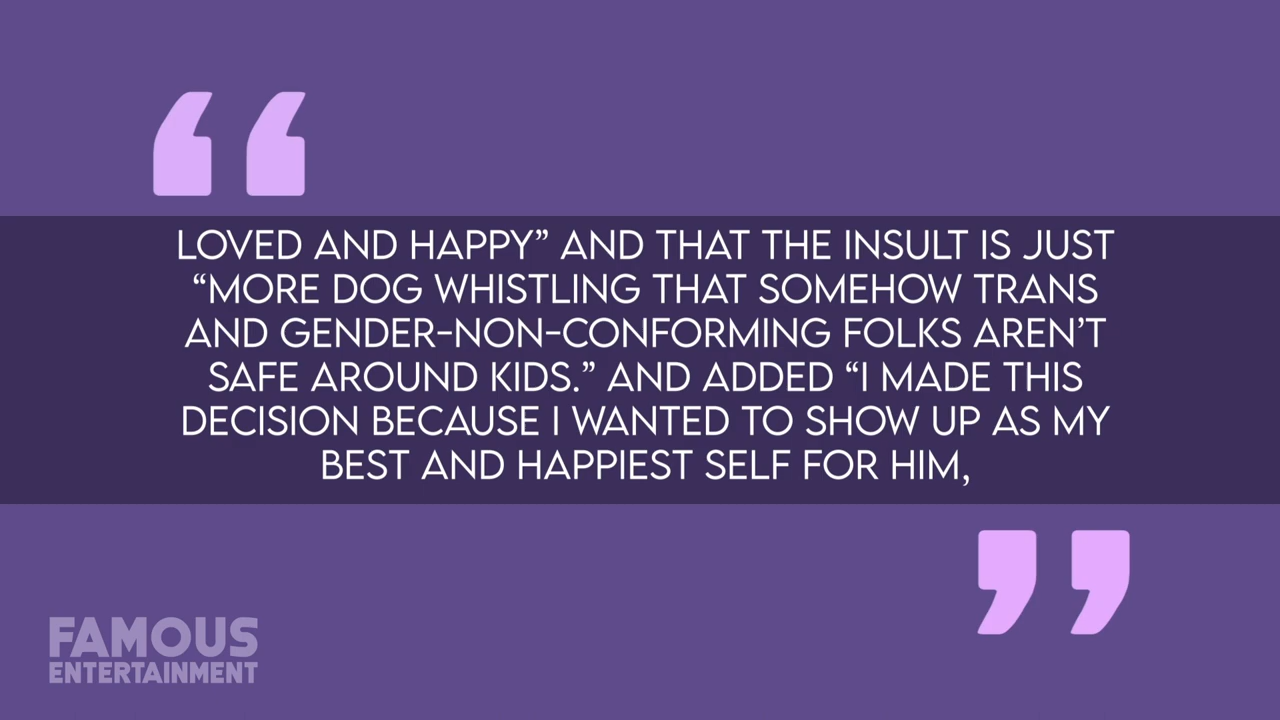 LOVED AND HAPPY” AND THAT THE INSULT IS JUST
“MORE DOG WHISTLING THAT SOMEHOW TRANS
AND GENDER-NON-CONFORMING FOLKS AREN’T
SAFE AROUND KIDS.” AND ADDED “I MADE THIS
DECISION BECAUSE I WANTED TO SHOW UP AS MY
BEST AND HAPPIEST SELF FOR HIM,
FAMOUS
ENTERTAINMENT